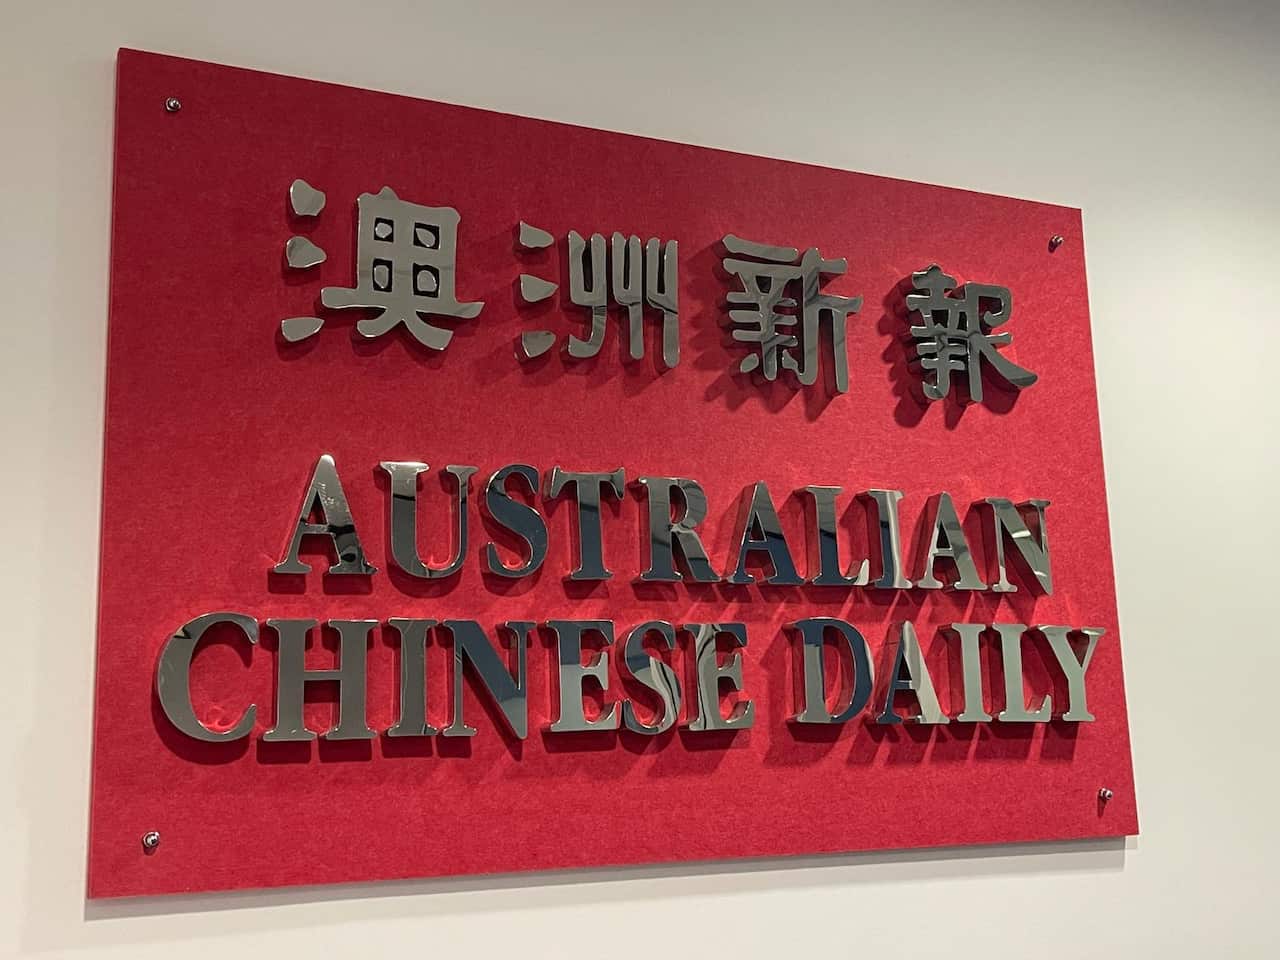 澳洲新報
AUSTRALIAN
CHINESE DAILY